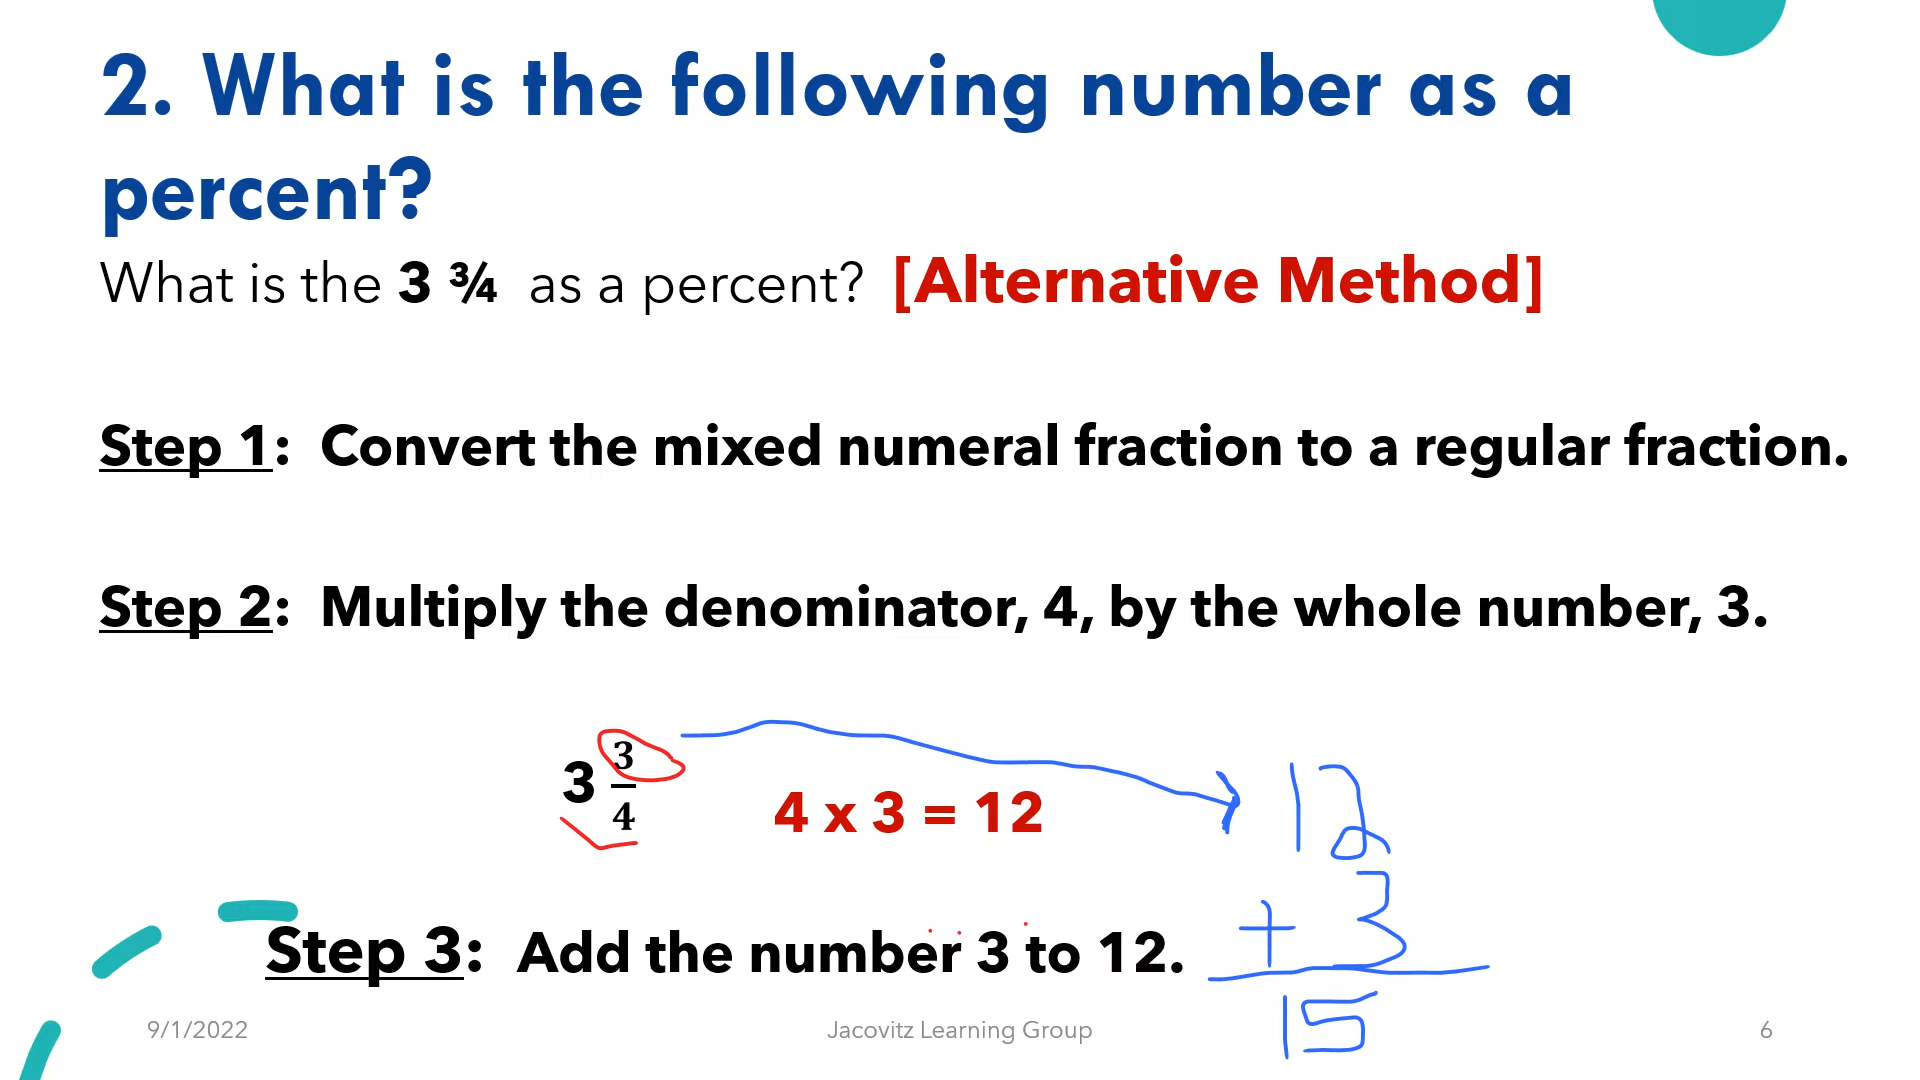 2. What is the following number as a
percent?
What is the 3 ¾ as a percent? [Alternative Method]
Step 1: Convert the mixed numeral fraction to a regular fraction.
Step 2: Multiply the denominator, 4, by the whole number, 3.
3 3/4
4 x 3 = 12
12
+ 3
15
Step 3: Add the number 3 to 12.
9/1/2022 Jacovitz Learning Group 6